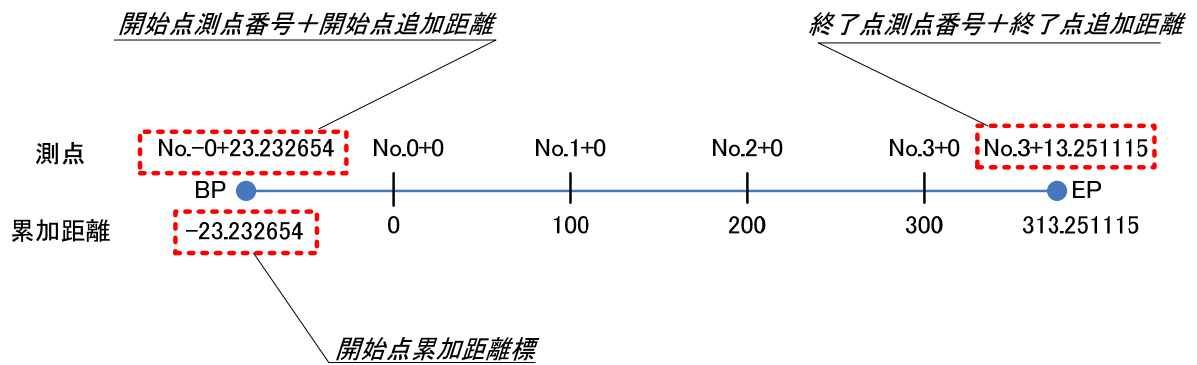 開始点測点番号＋開始点追加距離
終了点測点番号＋終了点追加距離
測点 No.-0+23.232654 No.0+0 No.1+0 No.2+0 No.3+0 No.3+13.251115
BP EP
累加距離 -23.232654 0 100 200 300 313.251115
開始点累加距離標